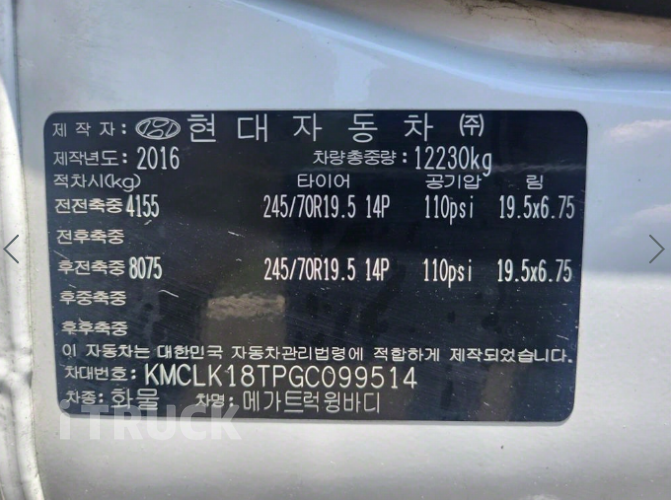 제 작 자: 현 대 자 동 차 ㈜
제작년도: 2016 차량총중량: 12230kg
적차시(kg) 타이어 공기압 림
전전축중 4155 245/70R19.5 14P 110psi 19.5x6.75
전후축중
후전축중 8075 245/70R19.5 14P 110psi 19.5x6.75
후중축중
후후축중
이 자동차는 대한민국 자동차관리법령에 적합하게 제작되었습니다.
차대번호: KMCLK18TPGC099514
차종: 화물 차명: 메가트럭윙바디
iTRUCK